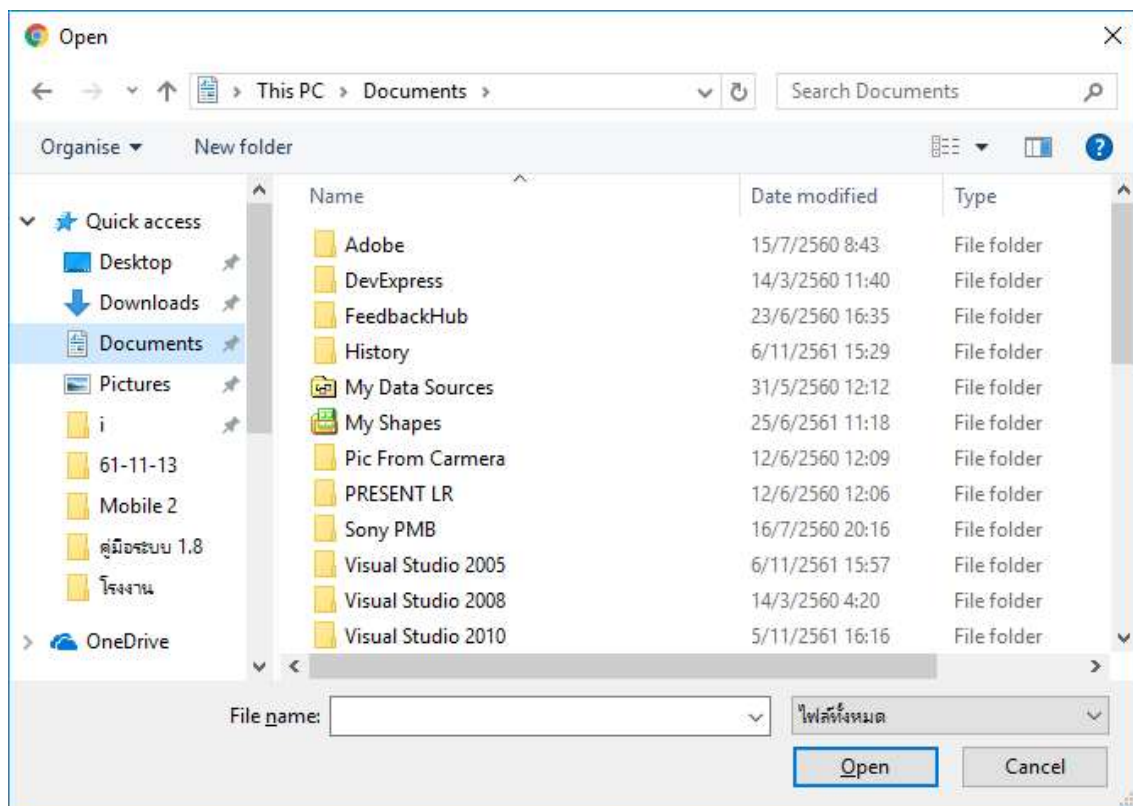 Open
This PC > Documents >
Search Documents
Organise
New folder
Name Date modified Type
Quick access
Desktop
Downloads
Documents
Pictures
i
61-11-13
Mobile 2
คู่มือระบบ 1.8
โรงงาน
OneDrive
Adobe 15/7/2560 8:43 File folder
DevExpress 14/3/2560 11:40 File folder
FeedbackHub 23/6/2560 16:35 File folder
History 6/11/2561 15:29 File folder
My Data Sources 31/5/2560 12:12 File folder
My Shapes 25/6/2561 11:18 File folder
Pic From Carmera 12/6/2560 12:09 File folder
PRESENT LR 12/6/2560 12:06 File folder
Sony PMB 16/7/2560 20:16 File folder
Visual Studio 2005 6/11/2561 15:57 File folder
Visual Studio 2008 14/3/2560 4:20 File folder
Visual Studio 2010 5/11/2561 16:16 File folder
File name:
ไฟล์ทั้งหมด
Open
Cancel